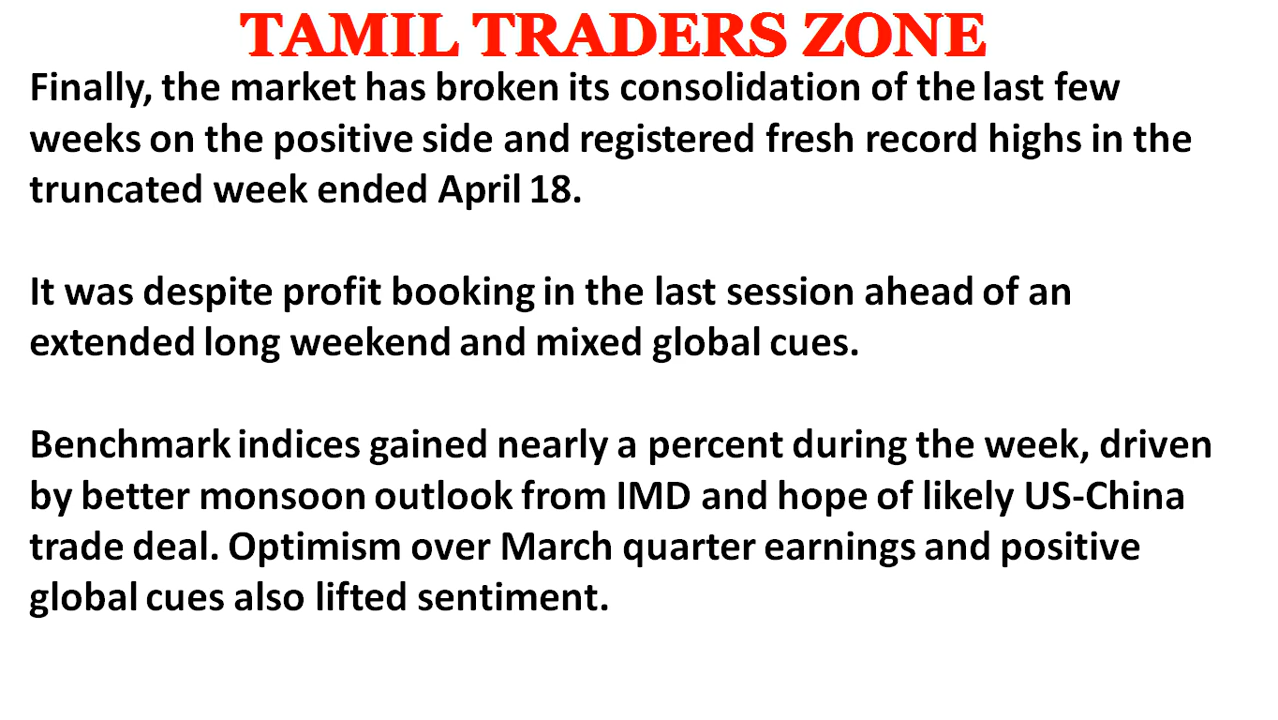 TAMIL TRADERS ZONE
Finally, the market has broken its consolidation of the last few
weeks on the positive side and registered fresh record highs in the
truncated week ended April 18.
It was despite profit booking in the last session ahead of an
extended long weekend and mixed global cues.
Benchmark indices gained nearly a percent during the week, driven
by better monsoon outlook from IMD and hope of likely US-China
trade deal. Optimism over March quarter earnings and positive
global cues also lifted sentiment.